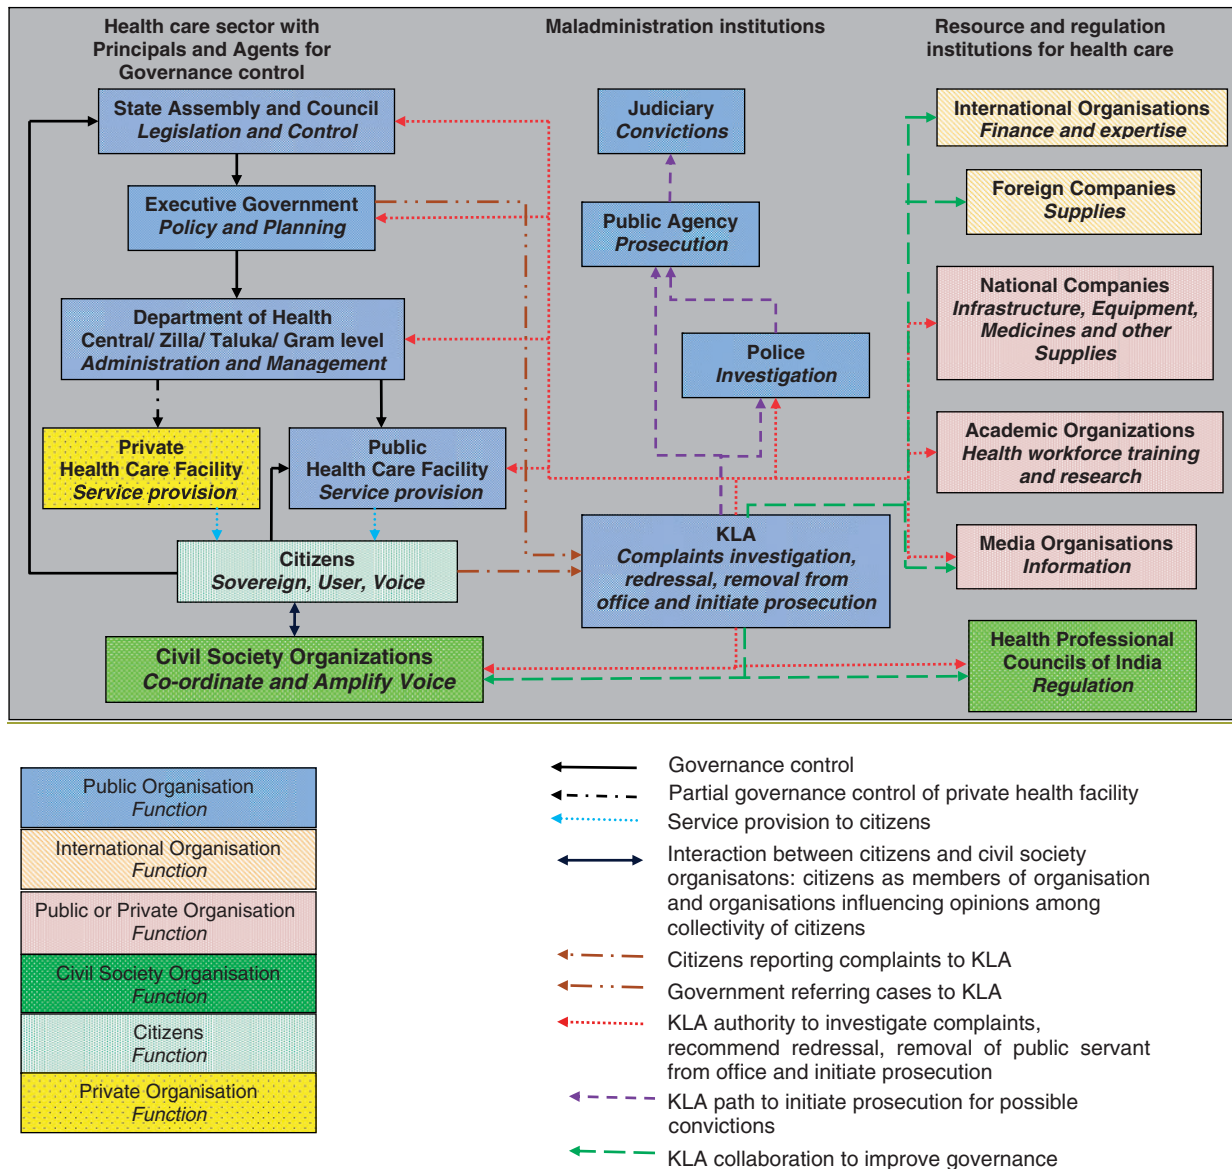 Health care sector with
Principals and Agents for
Governance control
Maladministration institutions
Resource and regulation
institutions for health care
State Assembly and Council
Legislation and Control
Executive Government
Policy and Planning
Department of Health
Central/ Zilla/ Taluka/ Gram level
Administration and Management
Private
Health Care Facility
Service provision
Public
Health Care Facility
Service provision
Citizens
Sovereign, User, Voice
Civil Society Organizations
Co-ordinate and Amplify Voice
Judiciary
Convictions
Public Agency
Prosecution
Police
Investigation
KLA
Complaints investigation,
redressal, removal from
office and initiate prosecution
International Organisations
Finance and expertise
Foreign Companies
Supplies
National Companies
Infrastructure, Equipment,
Medicines and other
Supplies
Academic Organizations
Health workforce training
and research
Media Organisations
Information
Health Professional
Councils of India
Regulation
Public Organisation
Function
International Organisation
Function
Public or Private Organisation
Function
Civil Society Organisation
Function
Citizens
Function
Private Organisation
Function
Governance control
Partial governance control of private health facility
Service provision to citizens
Interaction between citizens and civil society
organisatons: citizens as members of organisation
and organisations influencing opinions among
collectivity of citizens
Citizens reporting complaints to KLA
Government referring cases to KLA
KLA authority to investigate complaints,
recommend redressal, removal of public servant
from office and initiate prosecution
KLA path to initiate prosecution for possible
convictions
KLA collaboration to improve governance